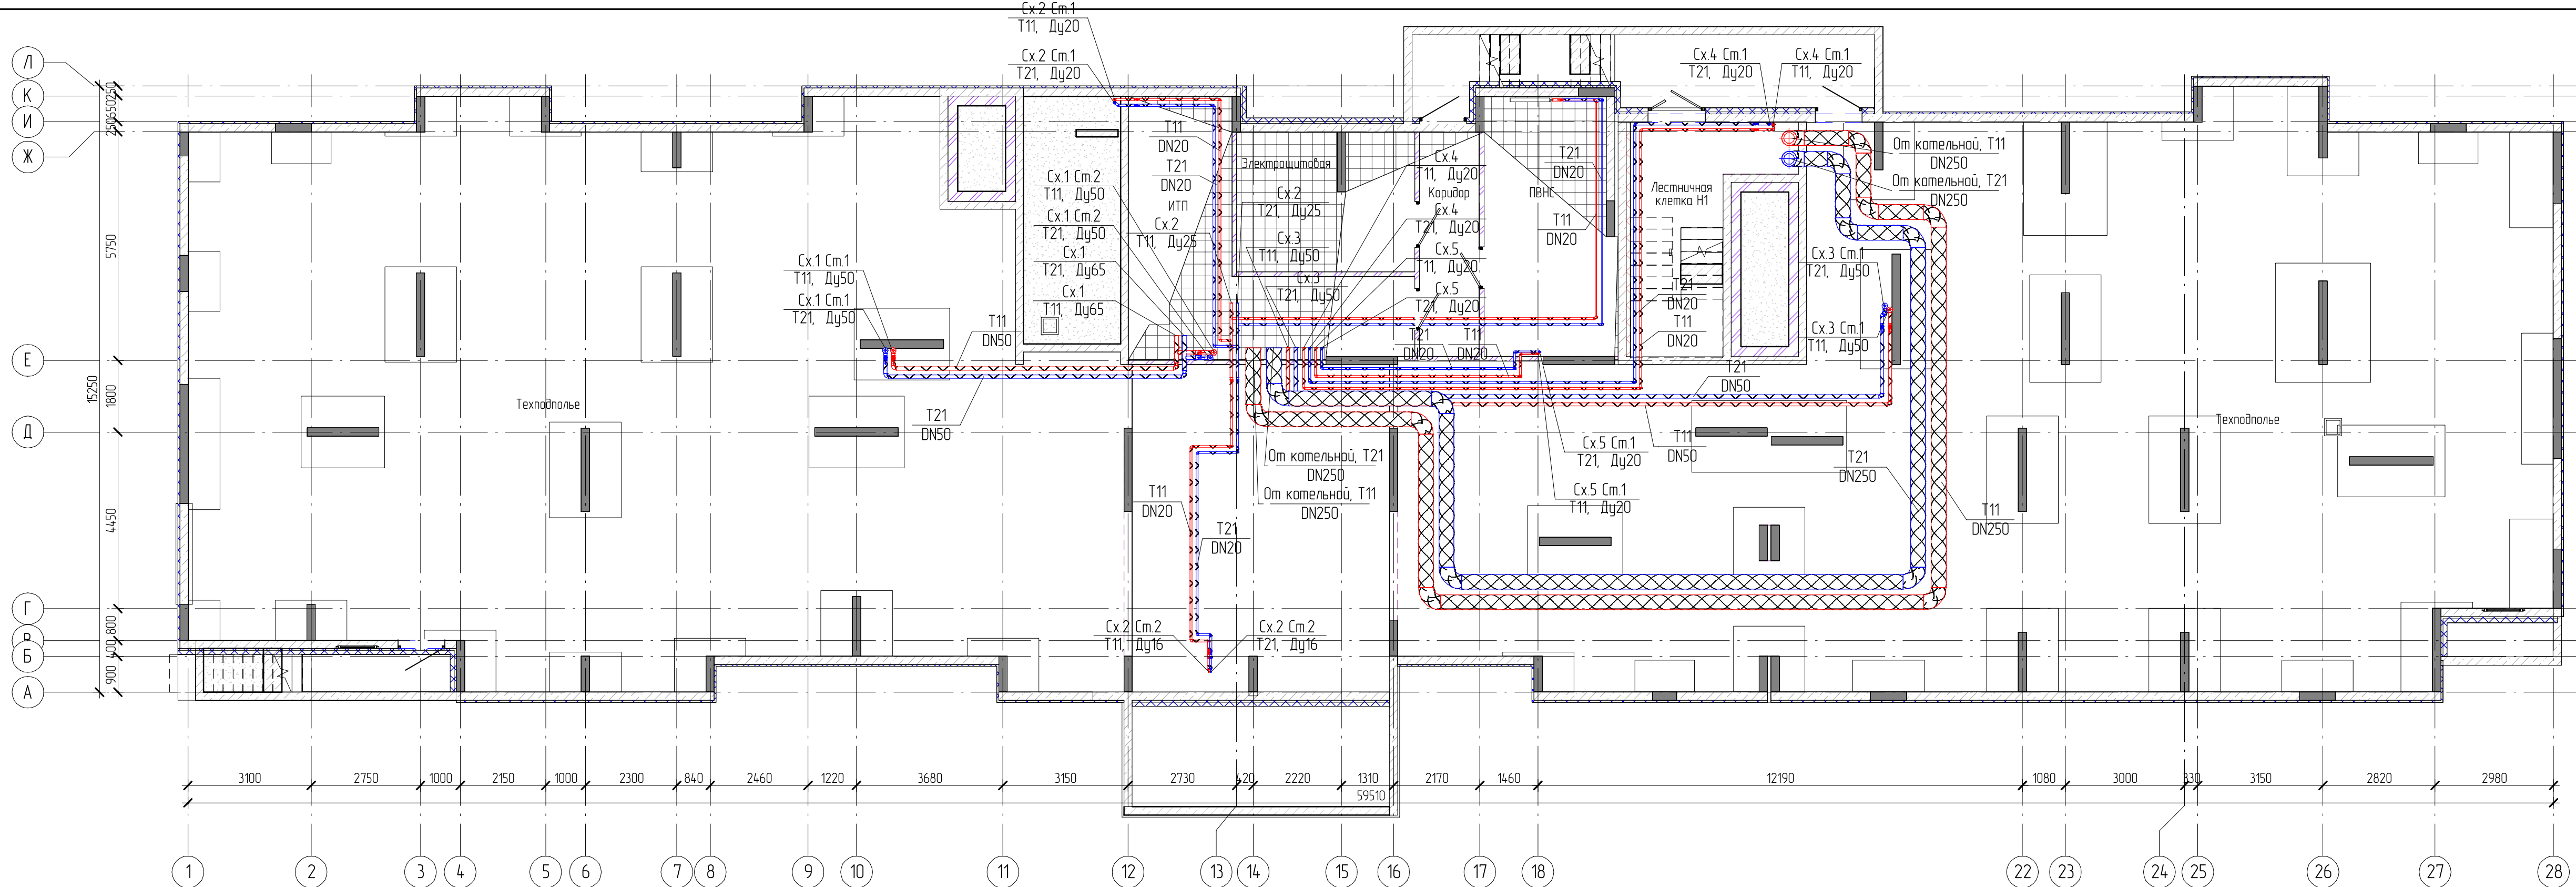 Сх.2 Ст.1
Т11, Ду20
Сх.2 Ст.1
Т21, Ду20
Сх.4 Ст.1
Т21, Ду20
Сх.4 Ст.1
Т11, Ду20
Л
К
И
Ж
Е
Д
Г
В
Б
А
250
650
250
5750
1800
15250
4450
800
400
900
Т11
DN20
Т21
DN20
ИТП
Электрощитовая
Сх.1 Ст.2
Т11, Ду50
Сх.1 Ст.2
Т21, Ду50
Сх.2
Т11, Ду25
Сх.1
Т21, Ду65
Сх.1
Т11, Ду65
Сх.2
Т21, Ду25
Сх.3
Т11, Ду50
Сх.3
Т21, Ду50
Сх.4
Т11, Ду20
Коридор
Сх.4
Т21, Ду20
Сх.5
Т11, Ду20
Сх.5
Т21, Ду20
ПВНС
Т21
DN20
Т11
DN20
Лестничная
клетка Н1
От котельной, Т11
DN250
От котельной, Т21
DN250
Сх.1 Ст.1
Т11, Ду50
Сх.1 Ст.1
Т21, Ду50
Т11
DN50
Т21
DN50
Техподполье
Т21
DN20
Т11
DN20
Т21
DN20
Т11
DN20
Сх.3 Ст.1
Т21, Ду50
Сх.3 Ст.1
Т11, Ду50
Т21
DN50
Т11
DN50
Техподполье
От котельной, Т21
DN250
От котельной, Т11
DN250
Сх.5 Ст.1
Т21, Ду20
Сх.5 Ст.1
Т11, Ду20
Т21
DN250
Т11
DN250
Т11
DN20
Т21
DN20
Сх.2 Ст.2
Т11, Ду16
Сх.2 Ст.2
Т21, Ду16
3100 2750 1000 2150 1000 2300 840 2460 1220 3680 3150 2730 420 2220 1310 2170 1460 12190 1080 3000 330 3150 2820 2980
59510
1 2 3 4 5 6 7 8 9 10 11 12 13 14 15 16 17 18 22 23 24 25 26 27 28